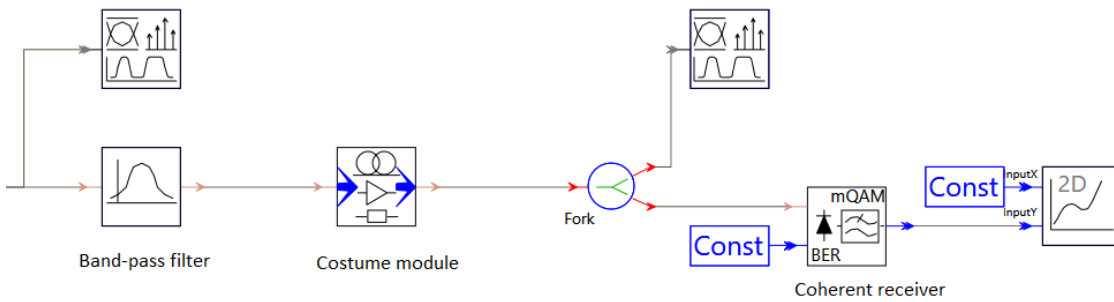 mQAM
Const
InputX
InputY
2D
Fork
Const
BER
Band-pass filter
Costume module
Coherent receiver